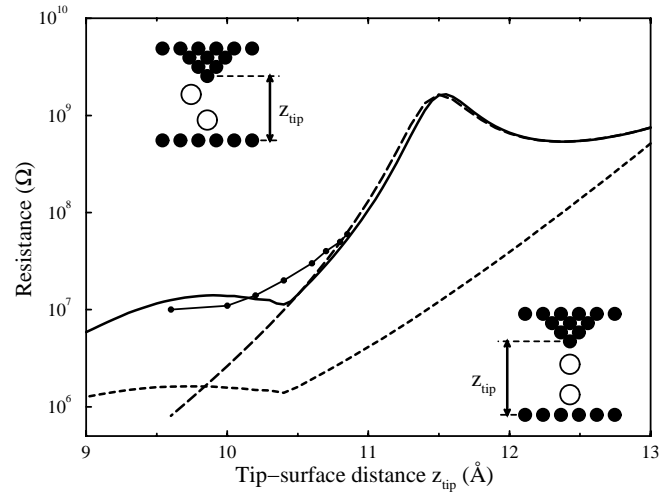 10^10
10^9
10^8
10^7
10^6
Resistance (Ω)
z_tip
z_tip
9 10 11 12 13
Tip−surface distance z_tip (Å)